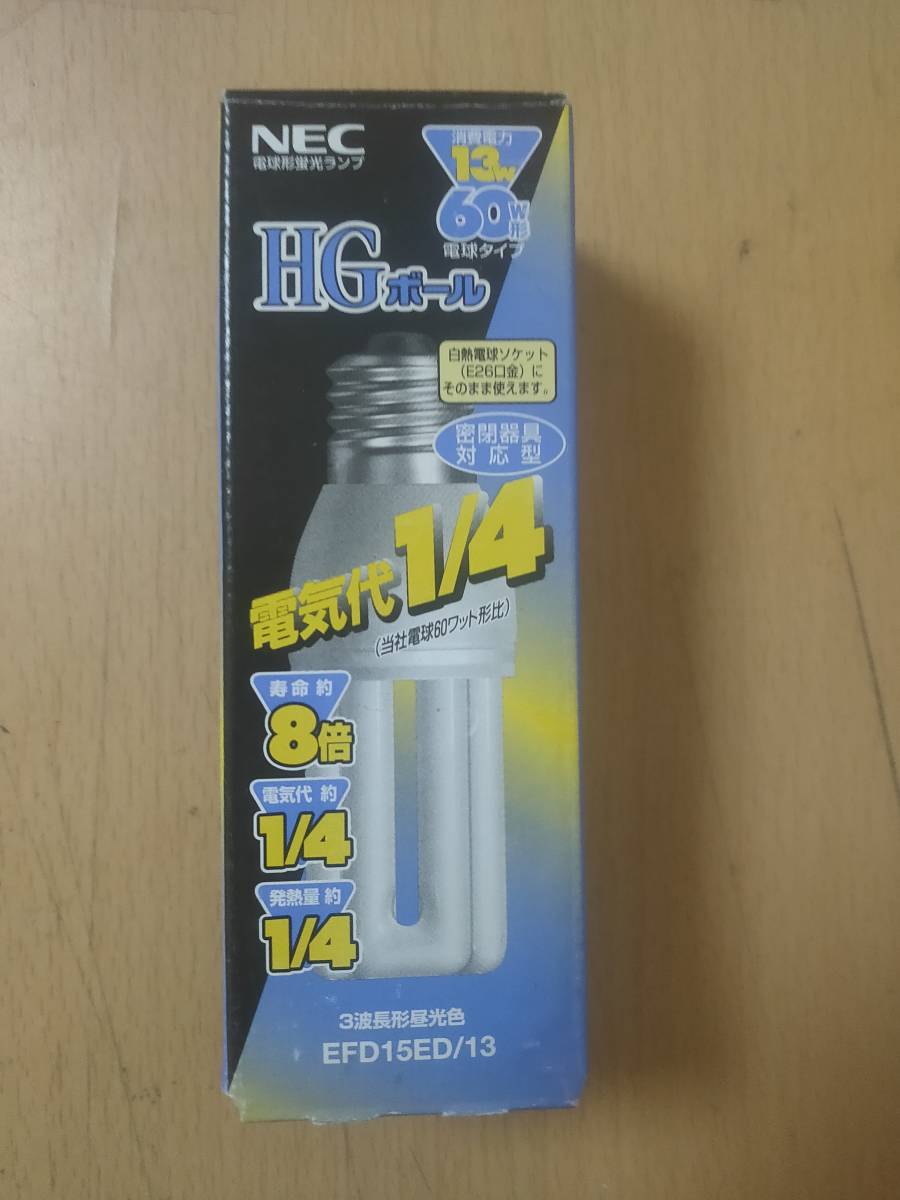 NEC
電球形蛍光ランプ
消費電力
13W
60W形
電球タイプ
HGボール
白熱電球ソケット
(E26口金)に
そのまま使えます。
密閉器具
対応型
電気代1/4
(当社電球60ワット形比)
寿命 約
8倍
電気代 約
1/4
発熱量 約
1/4
3波長形昼光色
EFD15ED/13